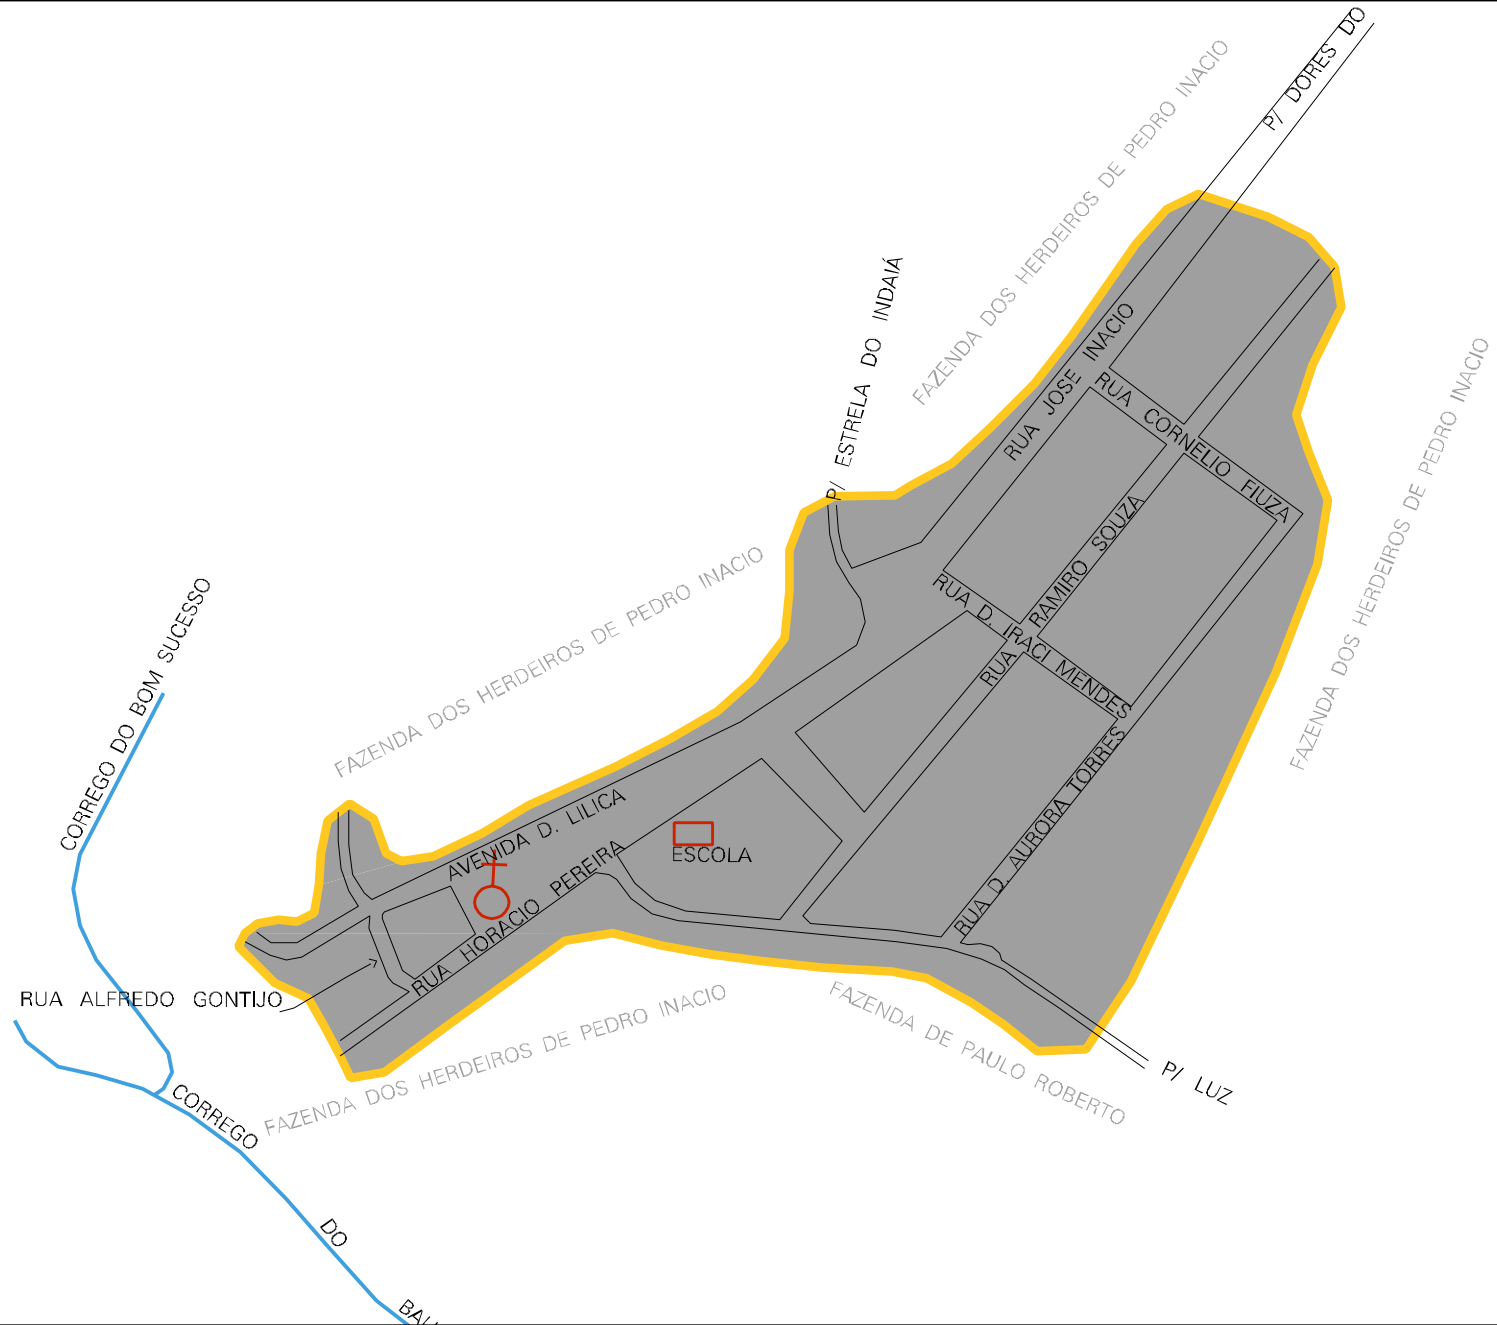 P/ DORES DO
FAZENDA DOS HERDEIROS DE PEDRO INACIO
P/ ESTRELA DO INDAIÁ
RUA JOSE INACIO
RUA CORNELIO FIUZA
FAZENDA DOS HERDEIROS DE PEDRO INACIO
RUA RAMIRO SOUZA
RUA D. IRACI MENDES
FAZENDA DOS HERDEIROS DE PEDRO INACIO
CORREGO DO BOM SUCESSO
RUA D. AURORA TORRES
AVENIDA D. LILICA
ESCOLA
RUA HORACIO PEREIRA
RUA ALFREDO GONTIJO
FAZENDA DOS HERDEIROS DE PEDRO INACIO
FAZENDA DE PAULO ROBERTO
P/ LUZ
CORREGO
DO